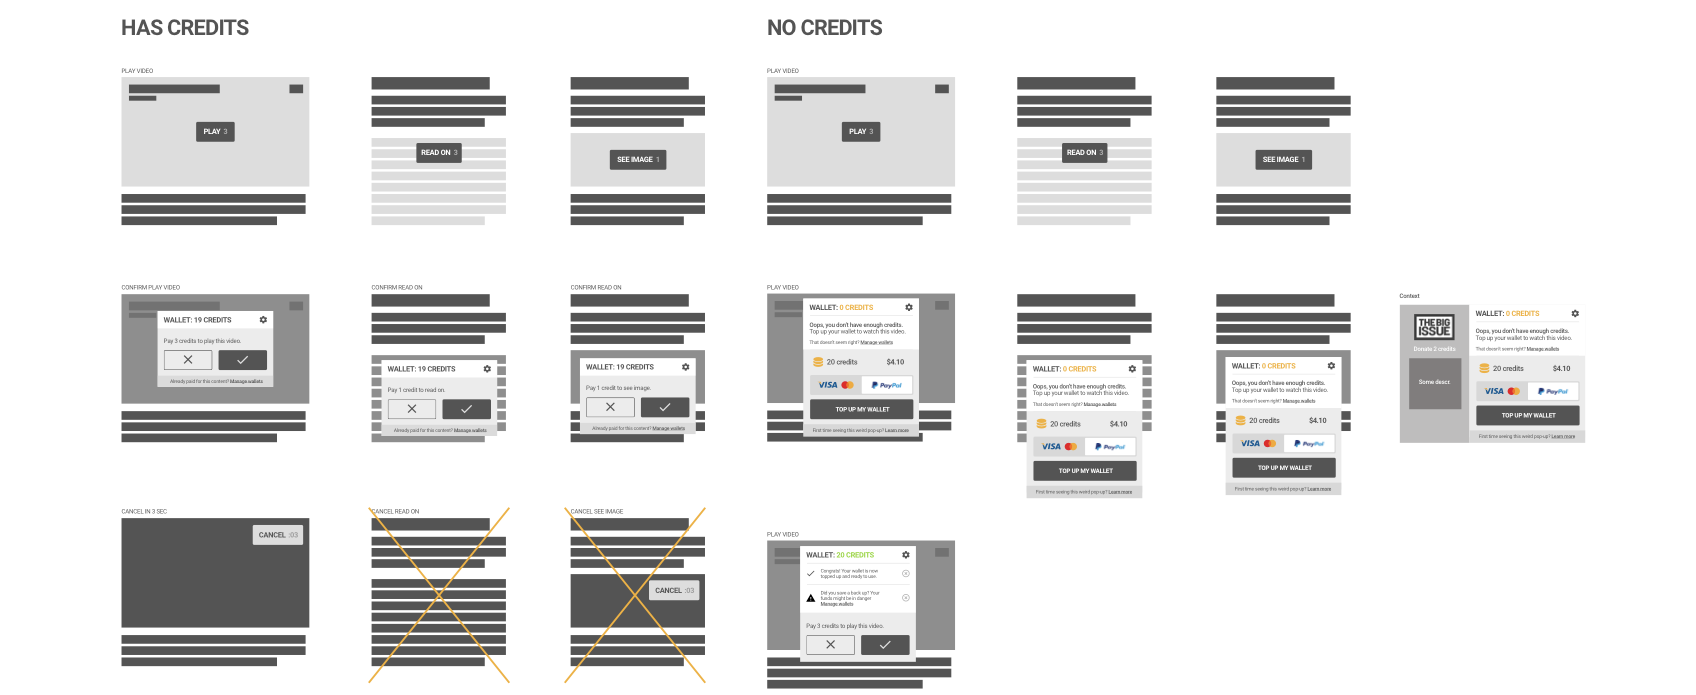 HAS CREDITS
NO CREDITS
PLAY VIDEO
PLAY 3
READ ON 3
SEE IMAGE 1
PLAY VIDEO
PLAY 3
READ ON 3
SEE IMAGE 1
CONFIRM PLAY VIDEO
WALLET: 19 CREDITS
Pay 3 credits to play this video.
Already paid for this content? Manage wallets
CONFIRM READ ON
WALLET: 19 CREDITS
Pay 1 credit to read on.
Already paid for this content? Manage wallets
CONFIRM READ ON
WALLET: 19 CREDITS
Pay 1 credit to see image.
Already paid for this content? Manage wallets
PLAY VIDEO
WALLET: 0 CREDITS
Oops, you don't have enough credits.
Top up your wallet to watch this video.
That doesn't seem right? Manage wallets
20 credits $4.10
VISA PayPal
TOP UP MY WALLET
First time seeing this weird pop up? Learn more
WALLET: 0 CREDITS
Oops, you don't have enough credits.
Top up your wallet to watch this video.
That doesn't seem right? Manage wallets
20 credits $4.10
VISA PayPal
TOP UP MY WALLET
First time seeing this weird pop up? Learn more
WALLET: 0 CREDITS
Oops, you don't have enough credits.
Top up your wallet to watch this video.
That doesn't seem right? Manage wallets
20 credits $4.10
VISA PayPal
TOP UP MY WALLET
First time seeing this weird pop up? Learn more
Context
THE BIG
ISSUE
Donate 2 credits
Some descr.
WALLET: 0 CREDITS
Oops, you don't have enough credits.
Top up your wallet to watch this video.
That doesn't seem right? Manage wallets
20 credits $4.10
VISA PayPal
TOP UP MY WALLET
First time seeing this weird pop up? Learn more
CANCEL IN 3 SEC
CANCEL :03
CANCEL READ ON
CANCEL SEE IMAGE
CANCEL :03
PLAY VIDEO
WALLET: 20 CREDITS
Congrats! Your wallet is now
topped up and ready to use.
Did you save a back up? Your
funds might be in danger
Manage wallets
Pay 3 credits to play this video.